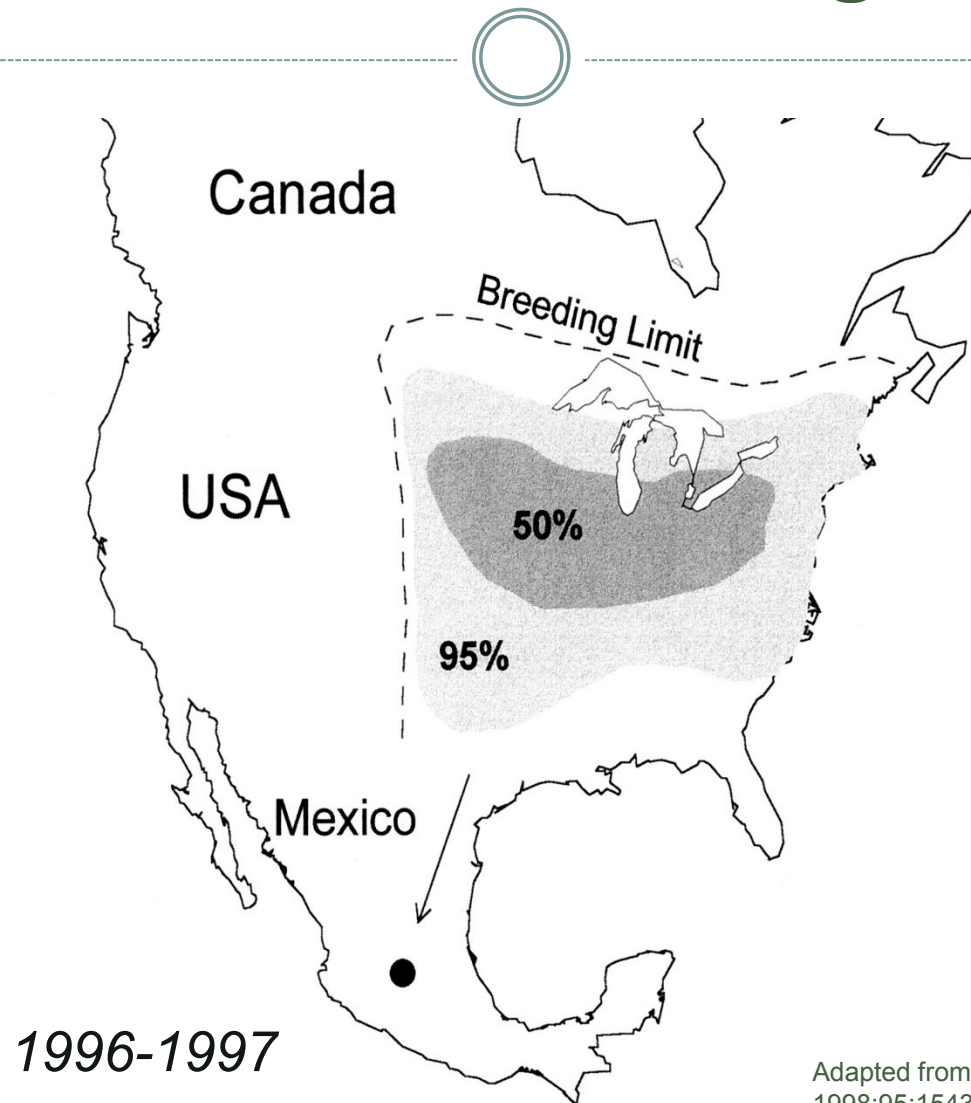 Canada
Breeding Limit
USA
50%
95%
Mexico
1996-1997
Adapted from